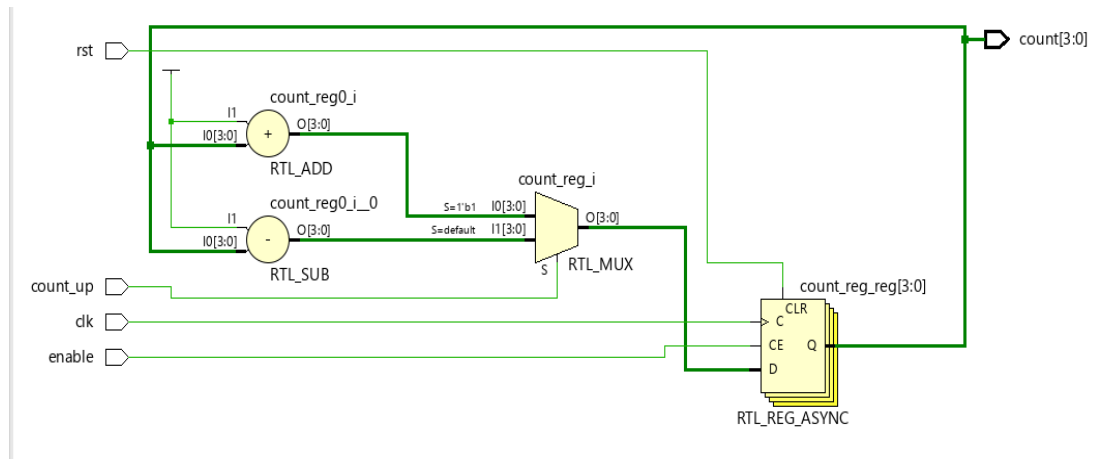 rst
count[3:0]
count_reg0_i
I1
I0[3:0]
+
O[3:0]
RTL_ADD
count_reg_i
count_reg0_i__0
I1
I0[3:0]
-
O[3:0]
RTL_SUB
S=1'b1
I0[3:0]
S=default
I1[3:0]
O[3:0]
S
RTL_MUX
count_up
clk
enable
count_reg_reg[3:0]
CLR
C
CE
Q
D
RTL_REG_ASYNC